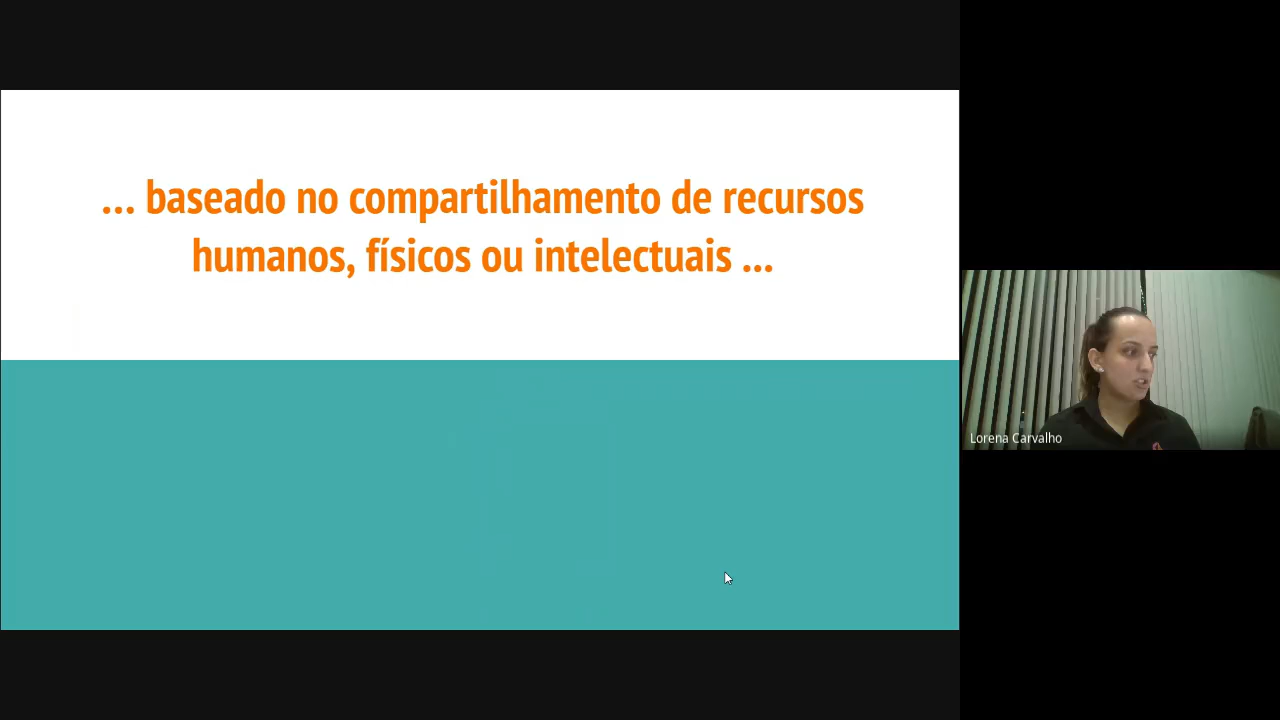 ... baseado no compartilhamento de recursos
humanos, físicos ou intelectuais ...
Lorena Carvalho